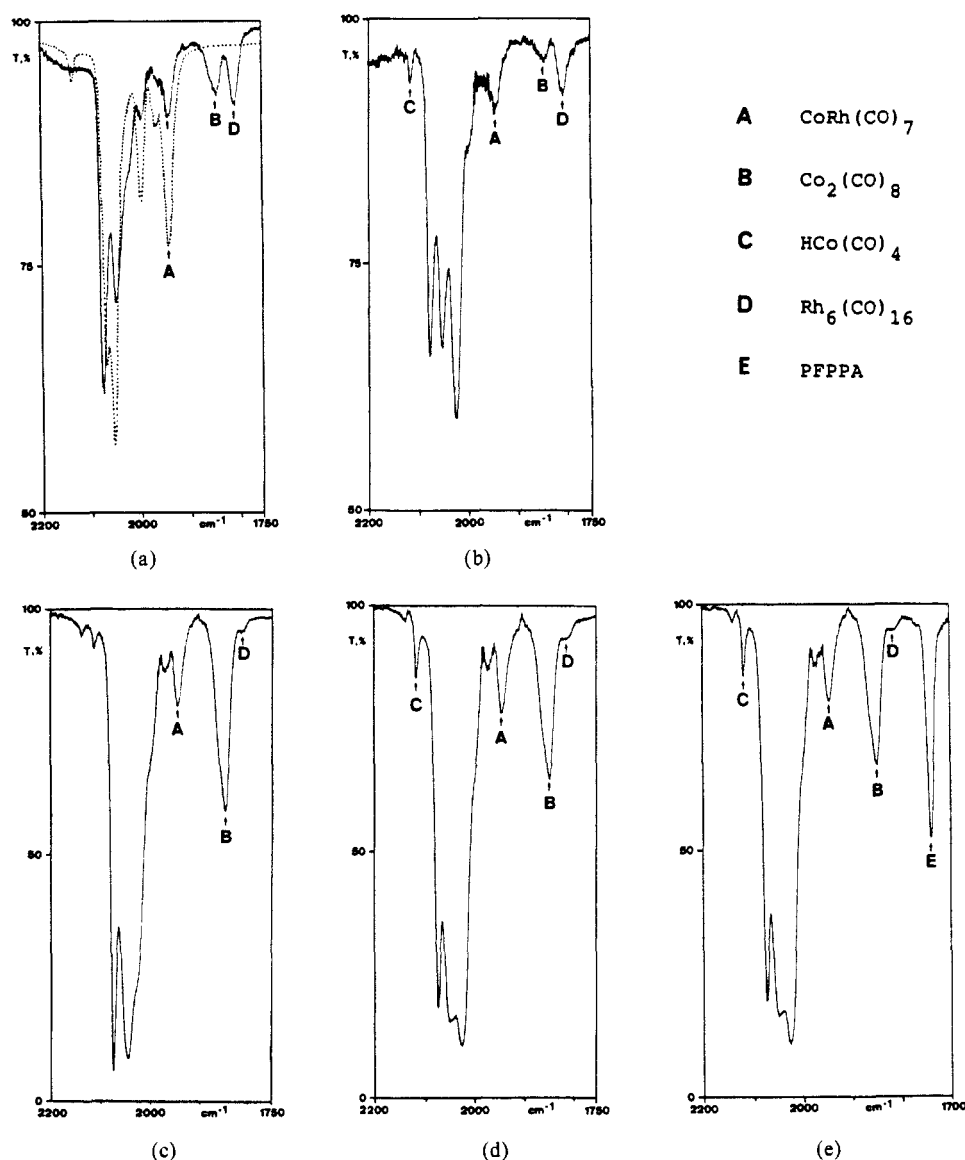 100
T,%
75
50
2200
2000
cm⁻¹
1750
A
B
D
(a)
100
T,%
75
50
2200
2000
cm⁻¹
1750
C
A
B
D
(b)
A CoRh(CO)₇
B Co₂(CO)₈
C HCo(CO)₄
D Rh₆(CO)₁₆
E PFPPA
100
T,%
50
0
2200
2000
cm⁻¹
1750
A
B
D
(c)
100
T,%
50
0
2200
2000
cm⁻¹
1750
C
A
B
D
(d)
100
T,%
50
0
2200
2000
cm⁻¹
1700
C
A
B
D
E
(e)